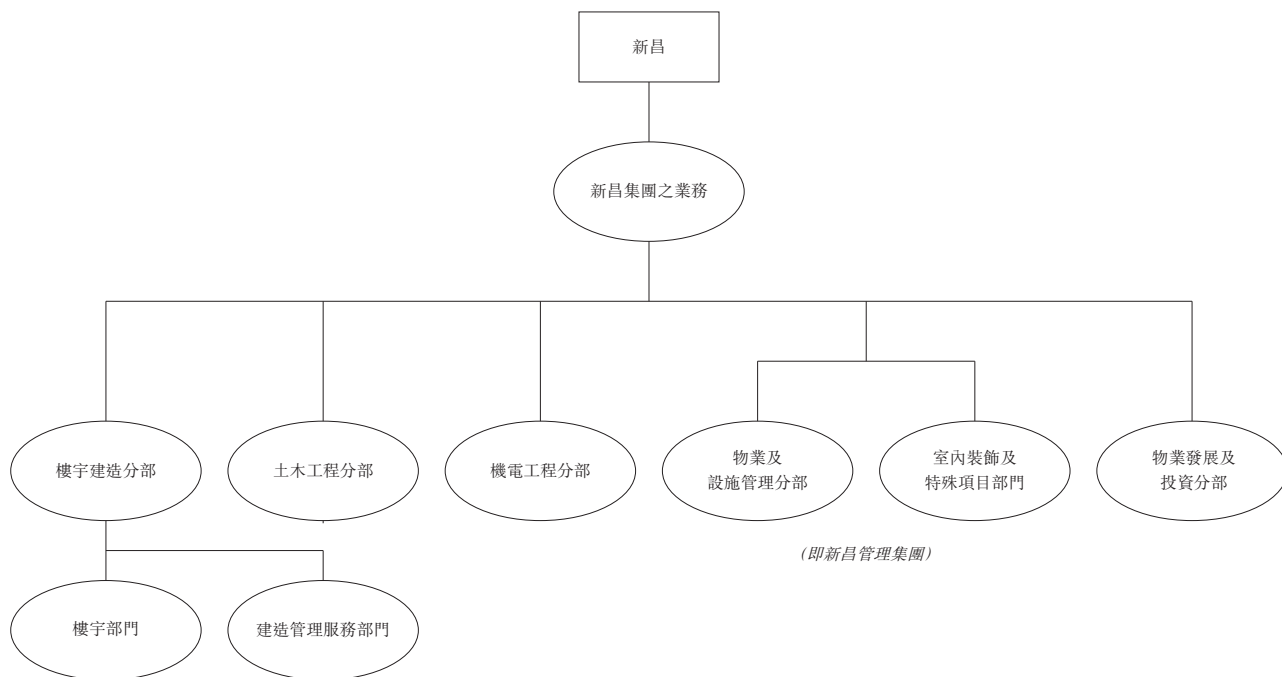 新昌
新昌集團之業務
樓宇建造分部
土木工程分部
機電工程分部
物業及
設施管理分部
室內裝飾及
特殊項目部門
物業發展及
投資分部
(即新昌管理集團)
樓宇部門
建造管理服務部門